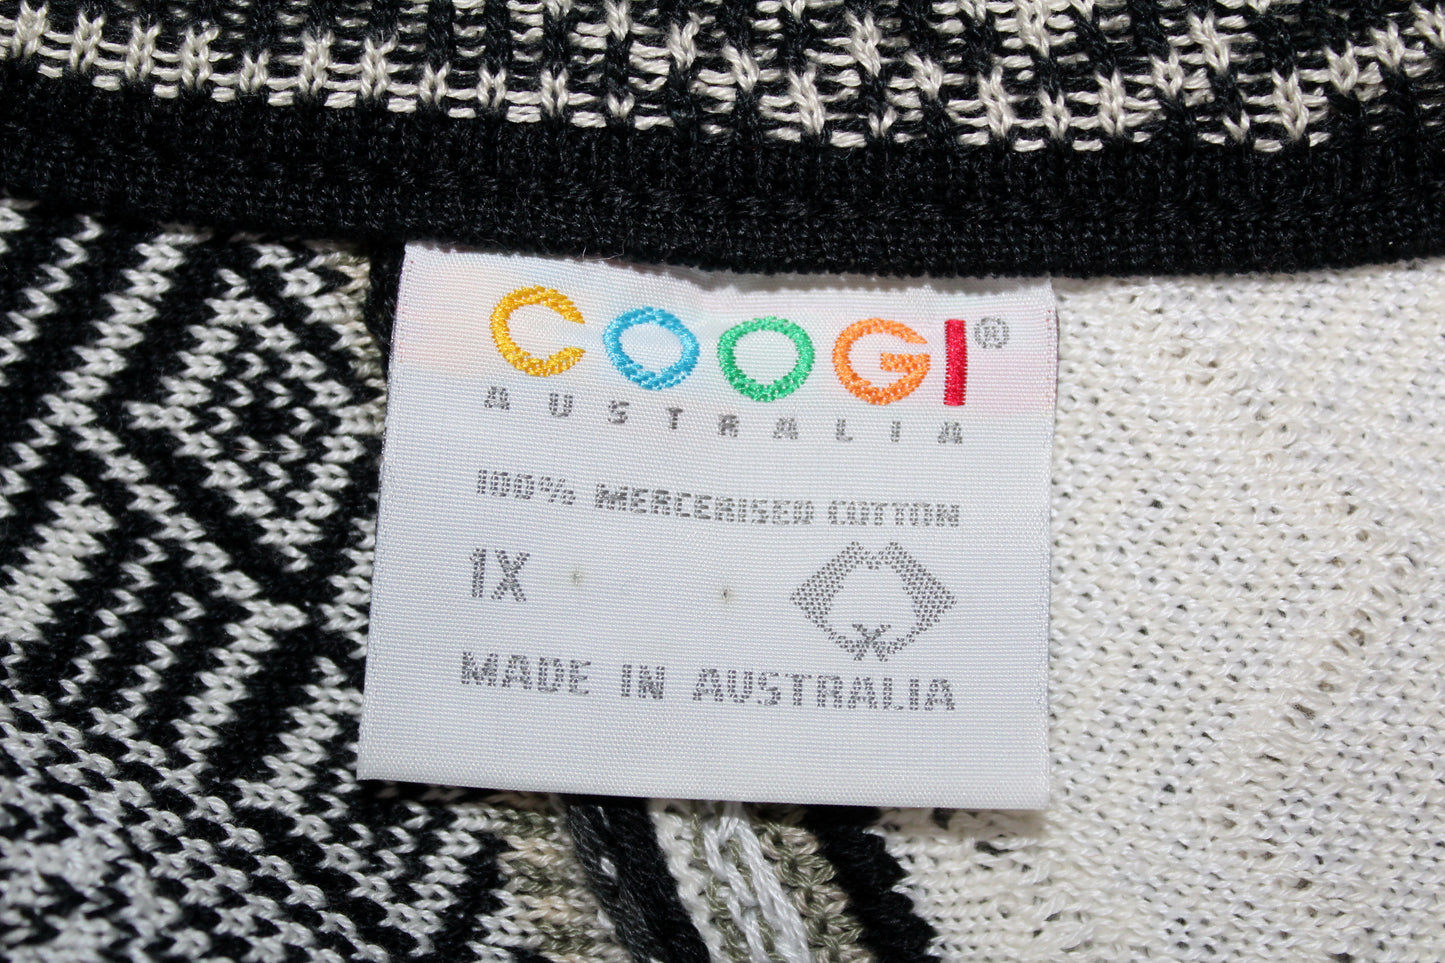 COOGI®
AUSTRALIA
100% MERCERISED COTTON
1X
MADE IN AUSTRALIA